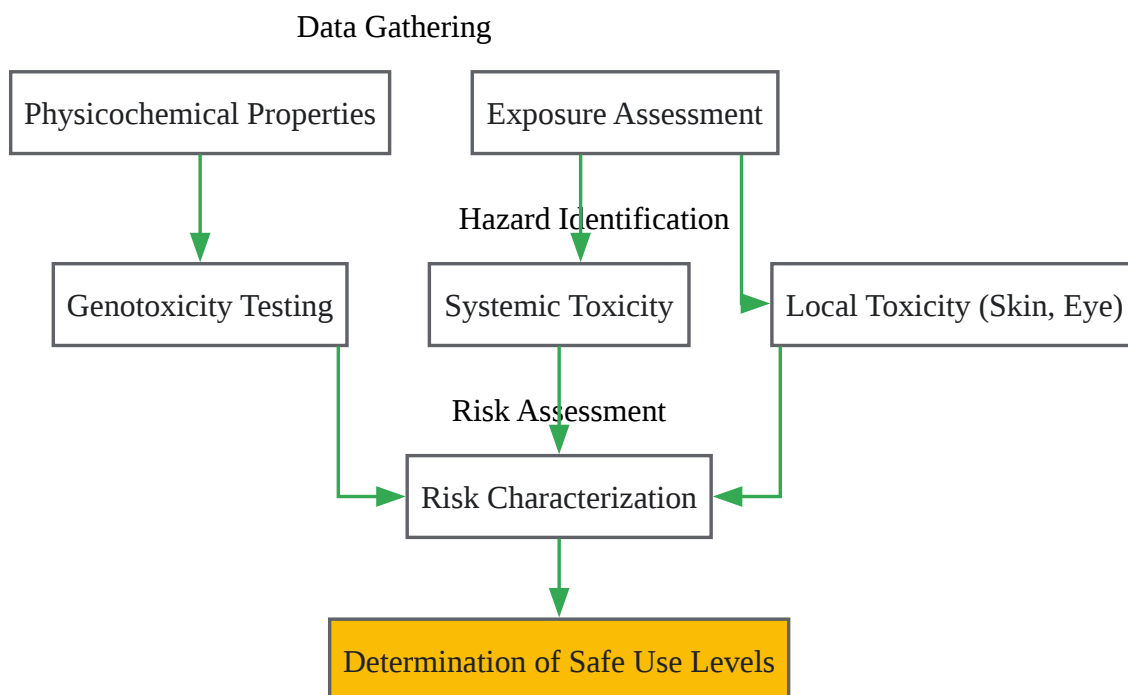 Data Gathering
Physicochemical Properties
Exposure Assessment
Hazard Identification
Genotoxicity Testing
Systemic Toxicity
Local Toxicity (Skin, Eye)
Risk Assessment
Risk Characterization
Determination of Safe Use Levels